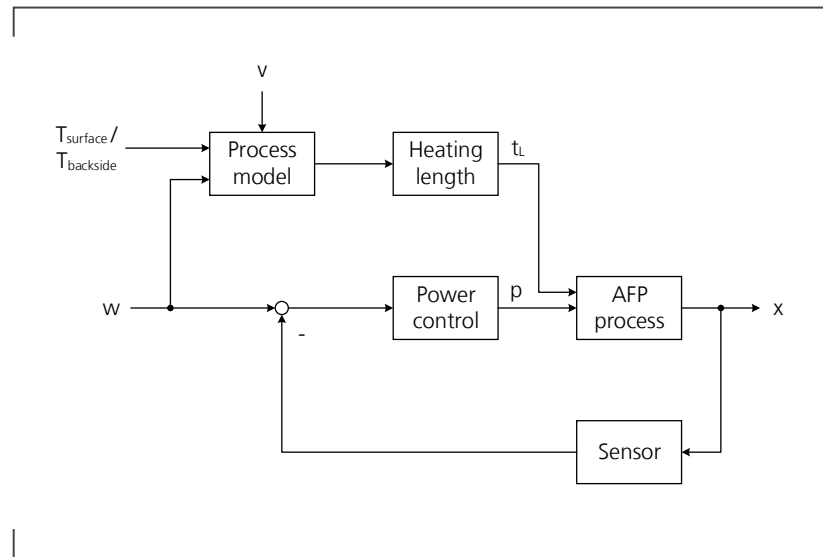 v
Tsurface /
Tbackside
Process
model
Heating
length
tL
w
-
Power
control
p
AFP
process
x
Sensor